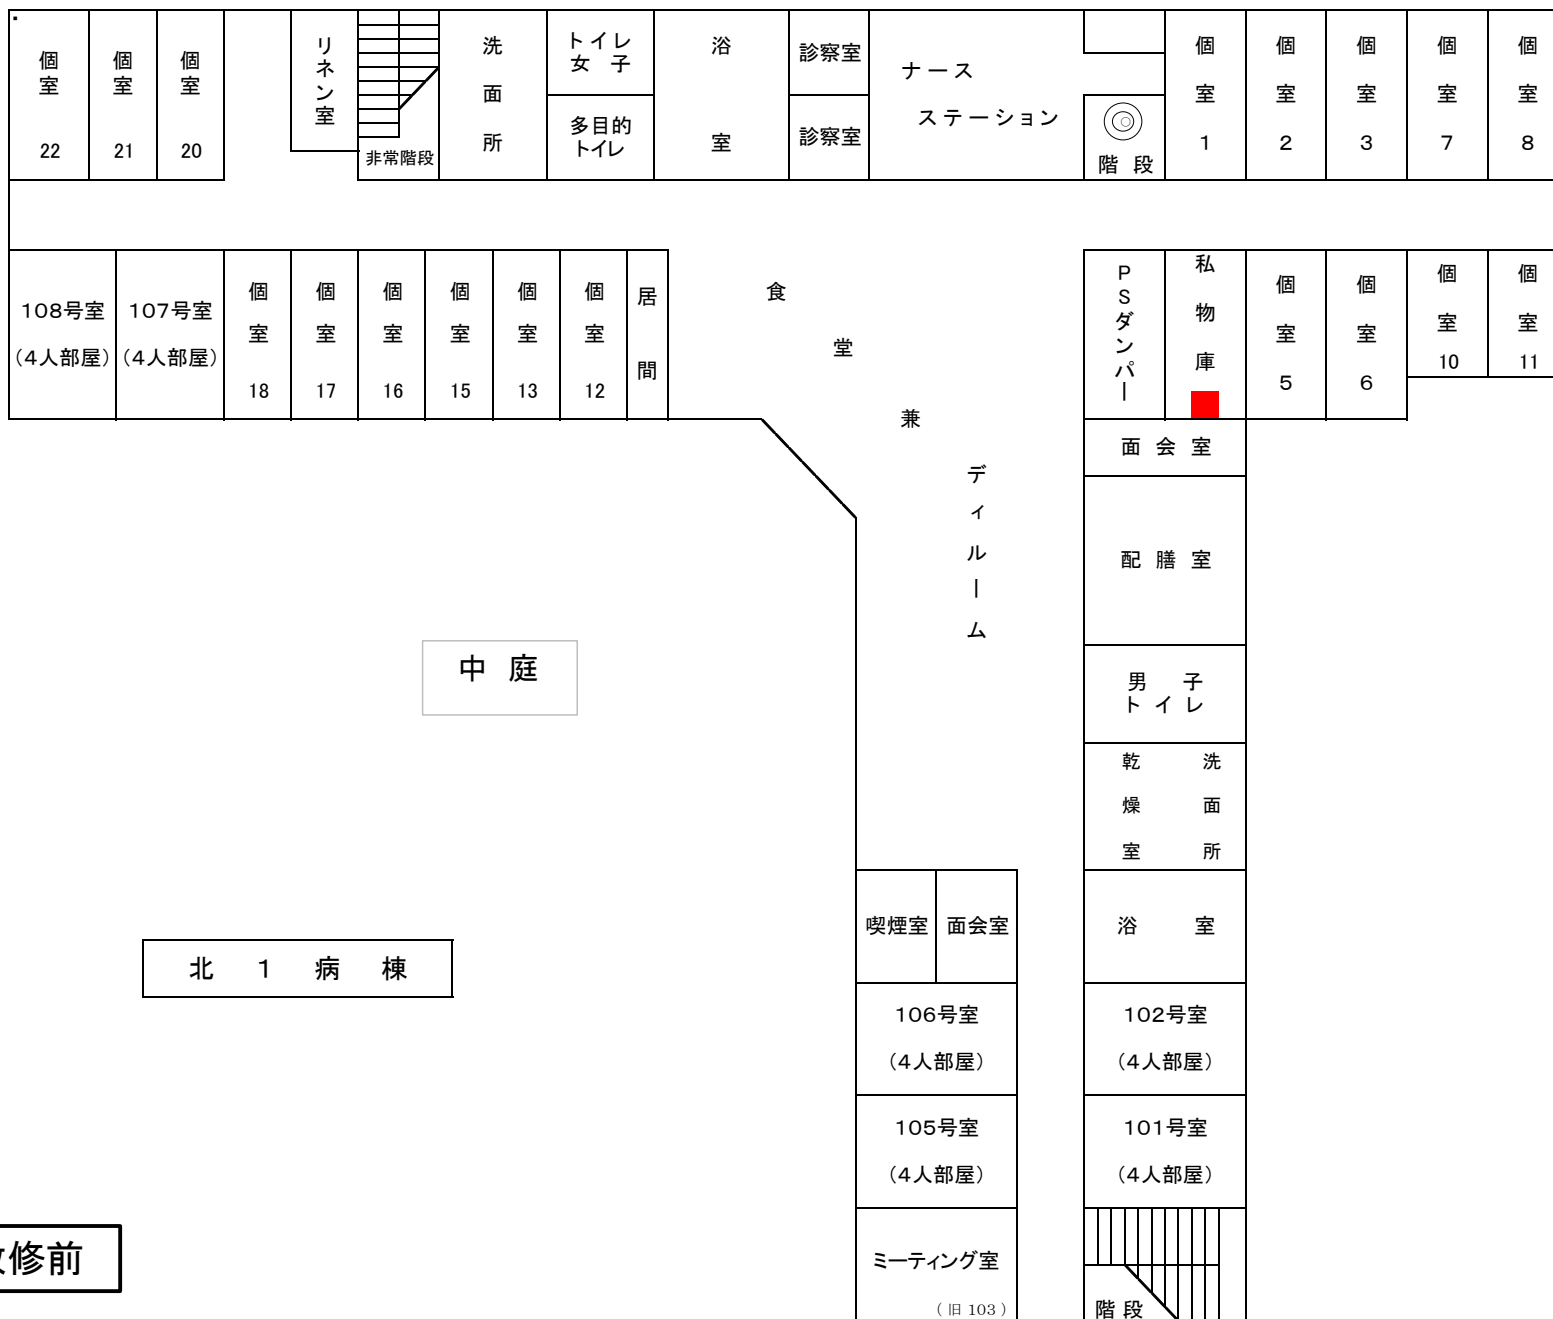 個室 22
個室 21
個室 20
リネン室
非常階段
洗面所
トイレ
女 子
多目的
トイレ
浴室
診察室
診察室
ナース
ステーション
階 段
個室 1
個室 2
個室 3
個室 7
個室 8
108号室
(4人部屋)
107号室
(4人部屋)
個室 18
個室 17
個室 16
個室 15
個室 13
個室 12
居間
食堂兼ディルーム
PSダンパー
私物庫
個室 5
個室 6
個室 10
個室 11
面 会 室
配 膳 室
中 庭
男 子
トイレ
乾燥室
洗面所
喫煙室
面会室
浴 室
北 1 病 棟
106号室
(4人部屋)
102号室
(4人部屋)
105号室
(4人部屋)
101号室
(4人部屋)
修前
ミーティング室
(旧 103)
階 段